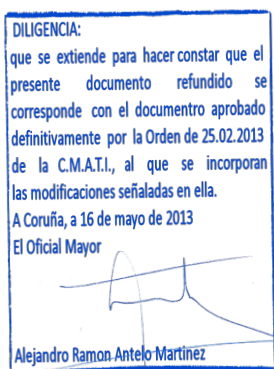 DILIGENCIA:
que se extiende para hacer constar que el
presente documento refundido se
corresponde con el documentro aprobado
definitivamente por la Orden de 25.02.2013
de la C.M.A.T.I., al que se incorporan
las modificaciones señaladas en ella.
A Coruña, a 16 de mayo de 2013
El Oficial Mayor
Alejandro Ramon Antelo Martinez